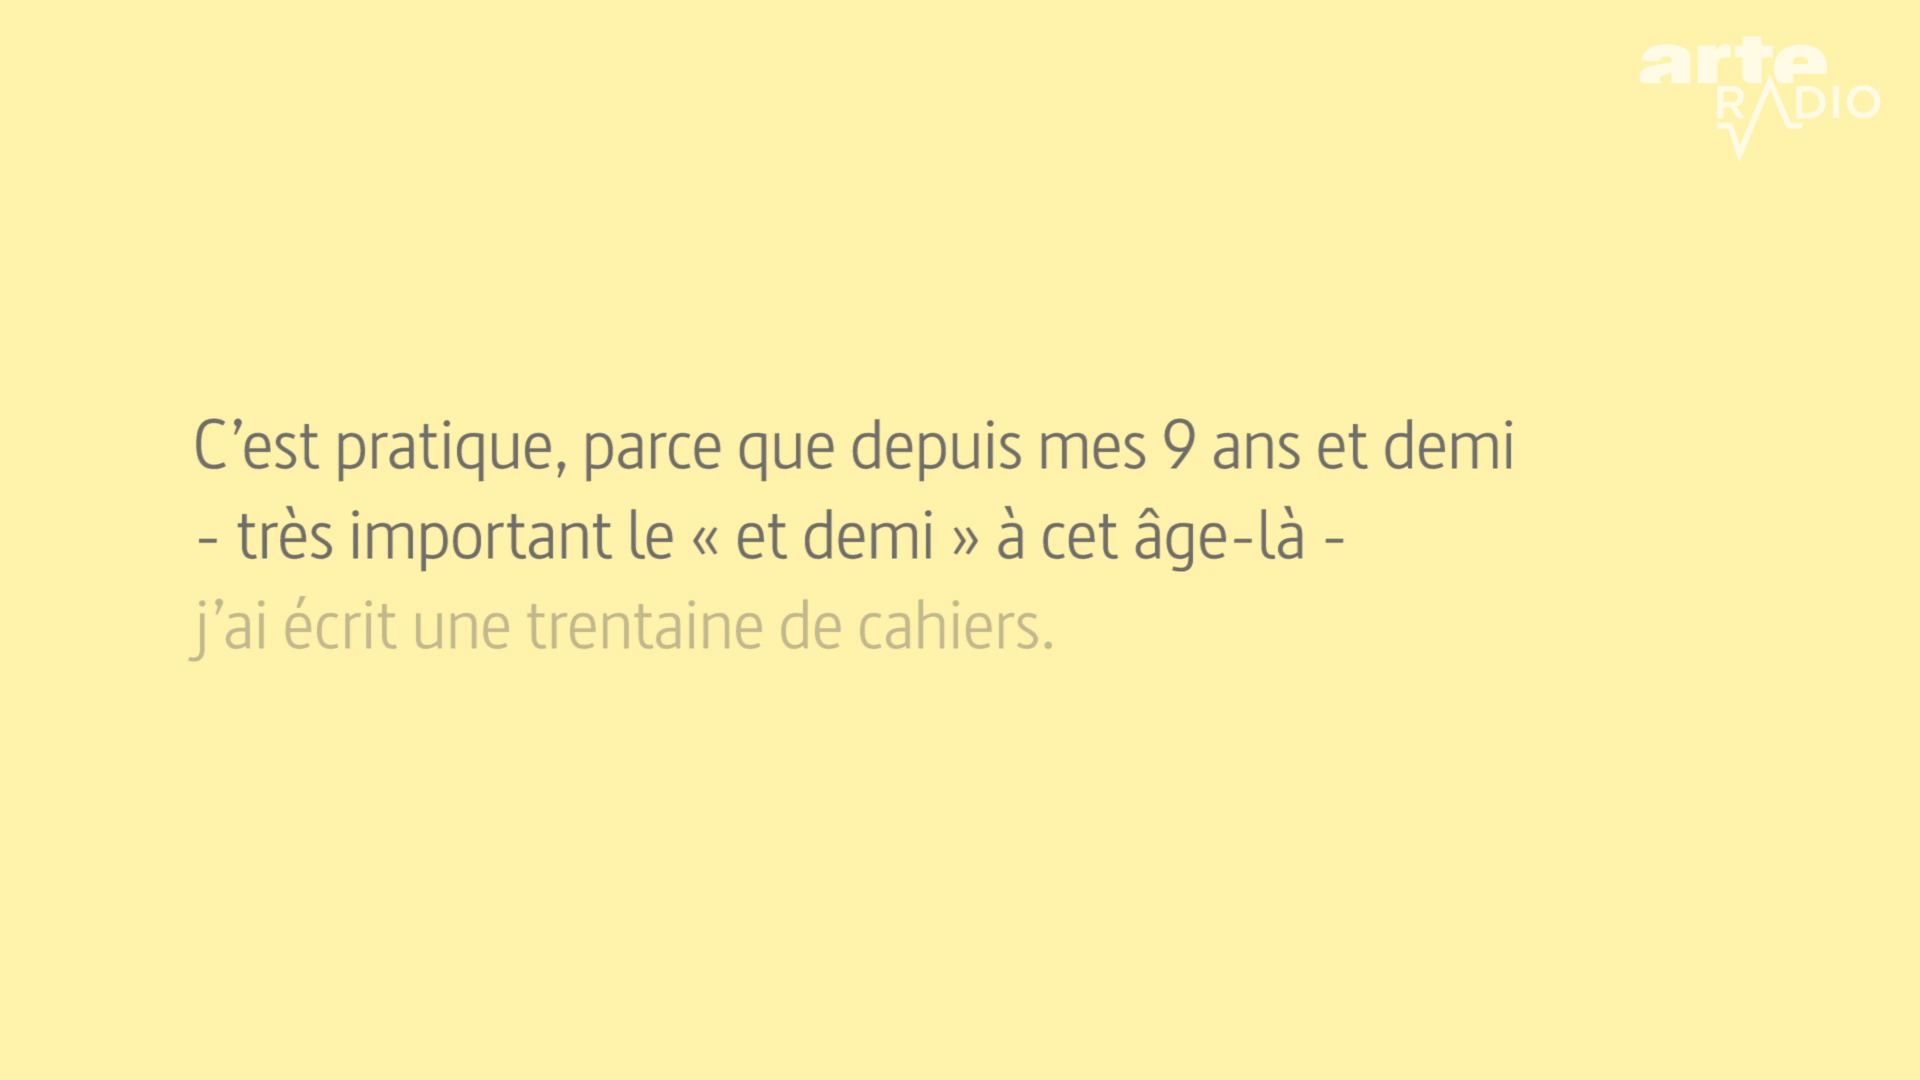 arte
RADIO
C’est pratique, parce que depuis mes 9 ans et demi
- très important le « et demi » à cet âge-là -
j’ai écrit une trentaine de cahiers.